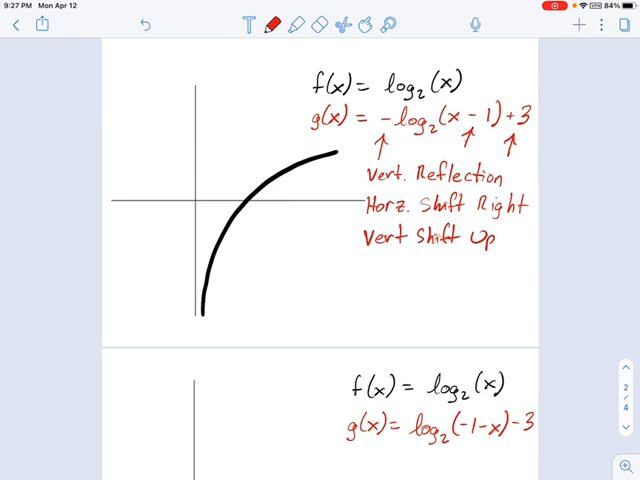 9:27 PM Mon Apr 12
84%
f(x) = log₂(x)
g(x) = -log₂(x - 1) + 3
Vert. Reflection
Horz. Shift Right
Vert Shift Up
2
4
f(x) = log₂(x)
g(x) = log₂(-1-x) - 3